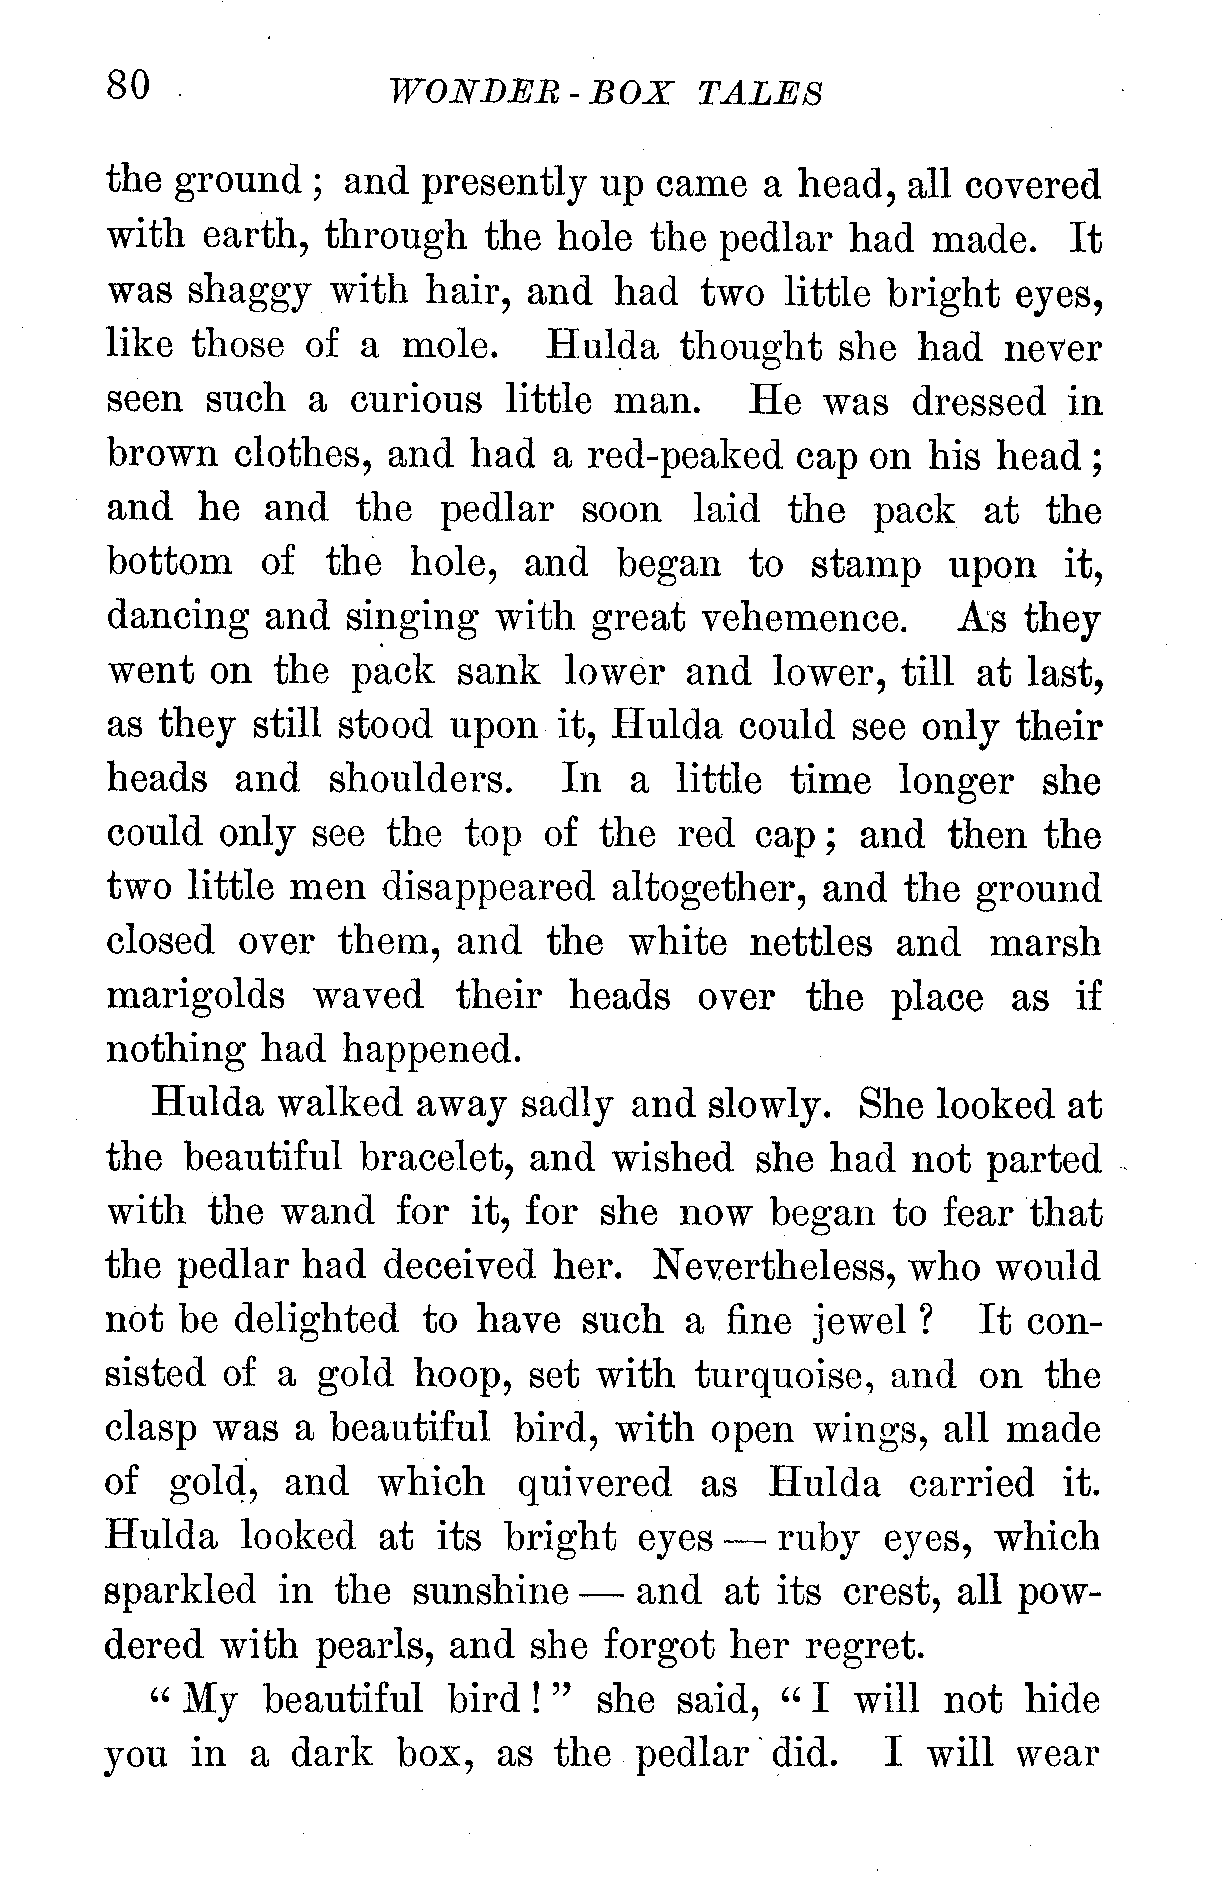 80 WONDER-BOX TALES
the ground; and presently up came a head, all covered
with earth, through the hole the pedlar had made. It
was shaggy with hair, and had two little bright eyes,
like those of a mole. Hulda thought she had never
seen such a curious little man. He was dressed in
brown clothes, and had a red-peaked cap on his head;
and he and the pedlar soon laid the pack at the
bottom of the hole, and began to stamp upon it,
dancing and singing with great vehemence. As they
went on the pack sank lower and lower, till at last,
as they still stood upon it, Hulda could see only their
heads and shoulders. In a little time longer she
could only see the top of the red cap; and then the
two little men disappeared altogether, and the ground
closed over them, and the white nettles and marsh
marigolds waved their heads over the place as if
nothing had happened.
Hulda walked away sadly and slowly. She looked at
the beautiful bracelet, and wished she had not parted
with the wand for it, for she now began to fear that
the pedlar had deceived her. Nevertheless, who would
not be delighted to have such a fine jewel? It con-
sisted of a gold hoop, set with turquoise, and on the
clasp was a beautiful bird, with open wings, all made
of gold, and which quivered as Hulda carried it.
Hulda looked at its bright eyes — ruby eyes, which
sparkled in the sunshine — and at its crest, all pow-
dered with pearls, and she forgot her regret.
"My beautiful bird!" she said, "I will not hide
you in a dark box, as the pedlar did. I will wear